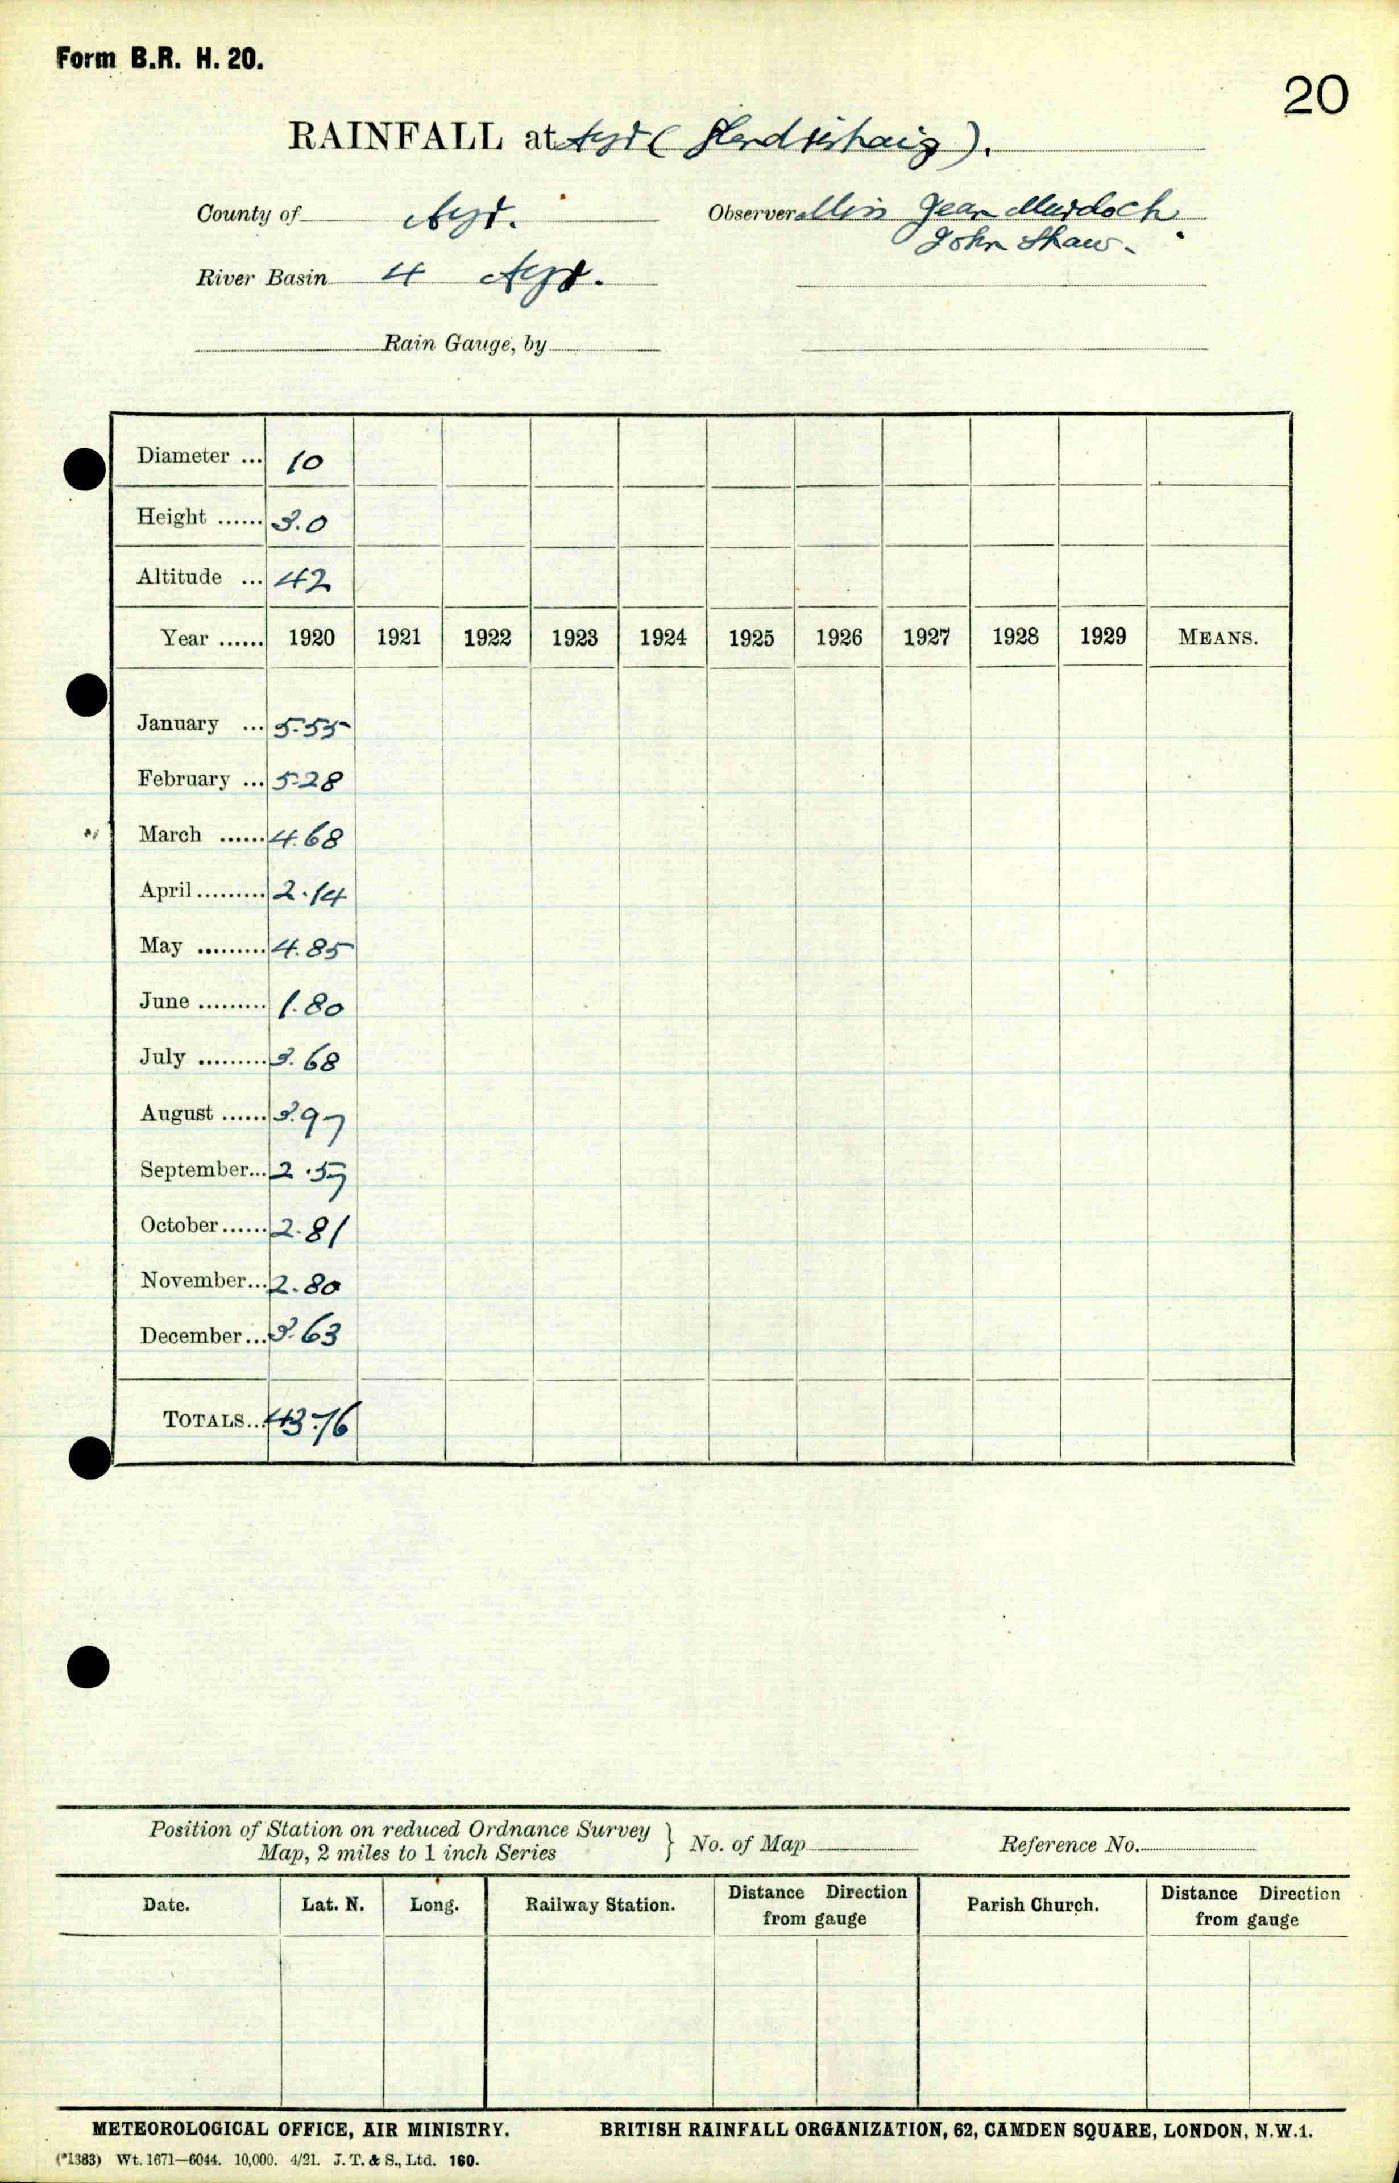 Form B.R. H. 20.
20
RAINFALL at Ayr
County of Ayr. Observer Miss Jean Murdoch.
John Shaw.
River Basin 4 Ayr.
Rain Gauge, by
Diameter ... 10
Height ...... 3.0
Altitude ... 42
Year ...... 1920 1921 1922 1923 1924 1925 1926 1927 1928 1929 MEANS.
January ... 5.55
February ... 5.28
March ...... 4.68
April ......... 2.14
May ......... 4.85
June ......... 1.80
July ......... 3.68
August ...... 3.97
September... 2.57
October ...... 2.81
November... 2.80
December ... 3.63
TOTALS... 43.76
Position of Station on reduced Ordnance Survey
Map, 2 miles to 1 inch Series } No. of Map Reference No.
Date. Lat. N. Long. Railway Station. Distance Direction from gauge Parish Church. Distance Direction from gauge
METEOROLOGICAL OFFICE, AIR MINISTRY. BRITISH RAINFALL ORGANIZATION, 62, CAMDEN SQUARE, LONDON, N.W.1.
(*1383) Wt. 1671—6044. 10,000. 4/21. J. T. & S., Ltd. 160.